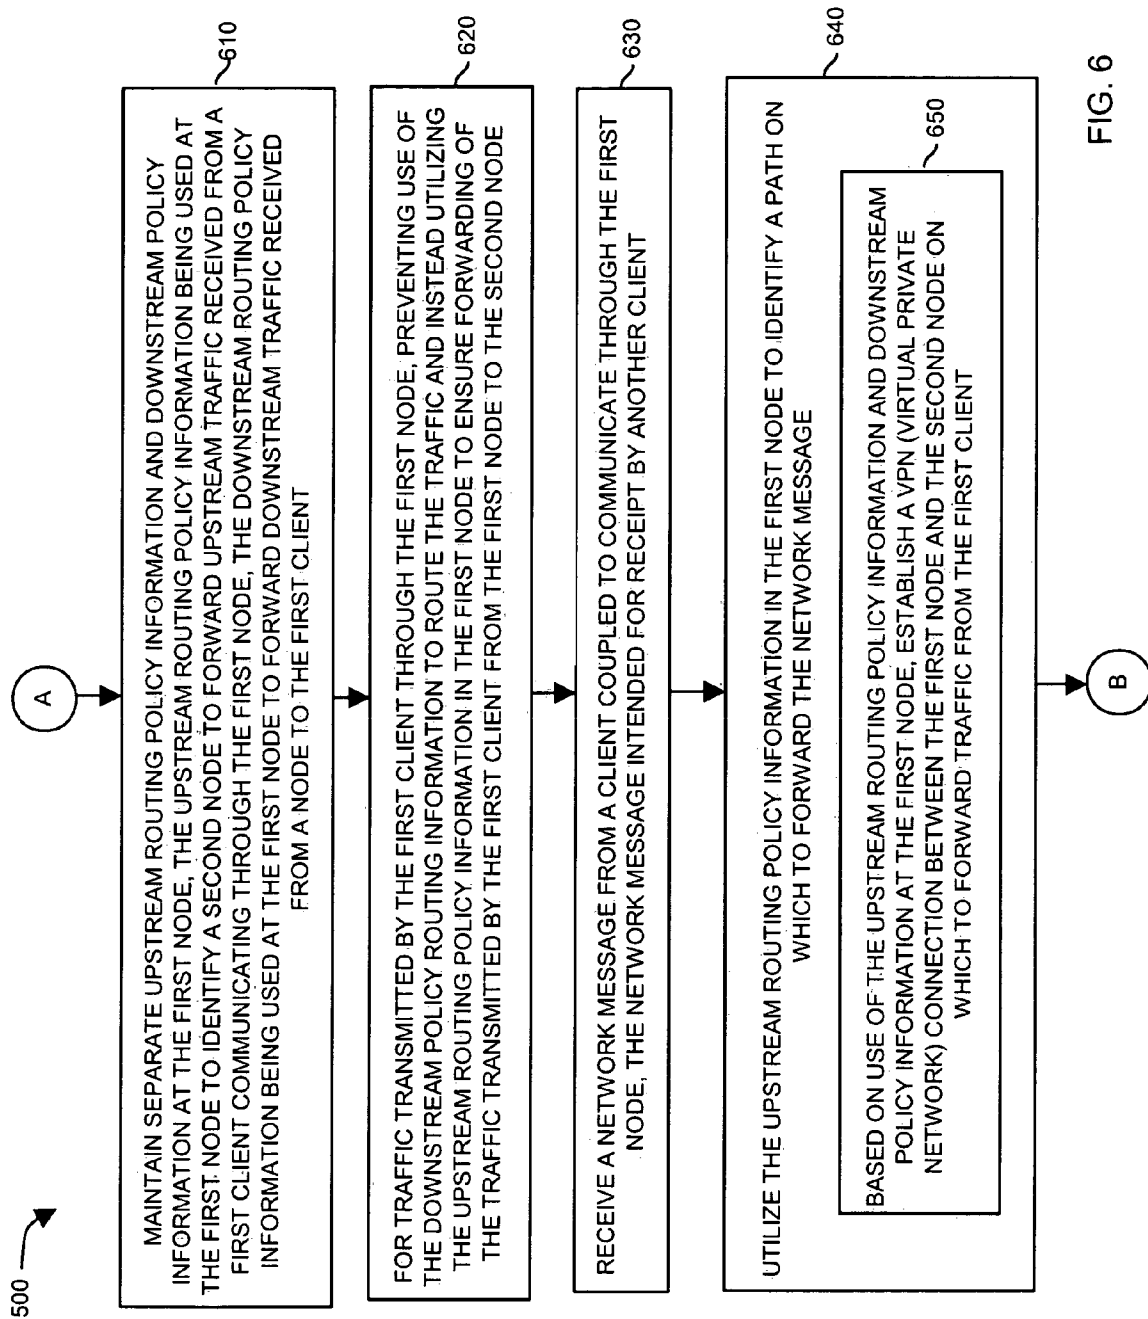 500
A
MAINTAIN SEPARATE UPSTREAM ROUTING POLICY INFORMATION AND DOWNSTREAM POLICY
INFORMATION AT THE FIRST NODE, THE UPSTREAM ROUTING POLICY INFORMATION BEING USED AT
THE FIRST NODE TO IDENTIFY A SECOND NODE TO FORWARD UPSTREAM TRAFFIC RECEIVED FROM A
FIRST CLIENT COMMUNICATING THROUGH THE FIRST NODE, THE DOWNSTREAM ROUTING POLICY
INFORMATION BEING USED AT THE FIRST NODE TO FORWARD DOWNSTREAM TRAFFIC RECEIVED
FROM A NODE TO THE FIRST CLIENT
610
FOR TRAFFIC TRANSMITTED BY THE FIRST CLIENT THROUGH THE FIRST NODE, PREVENTING USE OF
THE DOWNSTREAM POLICY ROUTING INFORMATION TO ROUTE THE TRAFFIC AND INSTEAD UTILIZING
THE UPSTREAM ROUTING POLICY INFORMATION IN THE FIRST NODE TO ENSURE FORWARDING OF
THE TRAFFIC TRANSMITTED BY THE FIRST CLIENT FROM THE FIRST NODE TO THE SECOND NODE
620
RECEIVE A NETWORK MESSAGE FROM A CLIENT COUPLED TO COMMUNICATE THROUGH THE FIRST
NODE, THE NETWORK MESSAGE INTENDED FOR RECEIPT BY ANOTHER CLIENT
630
UTILIZE THE UPSTREAM ROUTING POLICY INFORMATION IN THE FIRST NODE TO IDENTIFY A PATH ON
WHICH TO FORWARD THE NETWORK MESSAGE
640
BASED ON USE OF THE UPSTREAM ROUTING POLICY INFORMATION AND DOWNSTREAM
POLICY INFORMATION AT THE FIRST NODE, ESTABLISH A VPN (VIRTUAL PRIVATE
NETWORK) CONNECTION BETWEEN THE FIRST NODE AND THE SECOND NODE ON
WHICH TO FORWARD TRAFFIC FROM THE FIRST CLIENT
650
B
FIG. 6